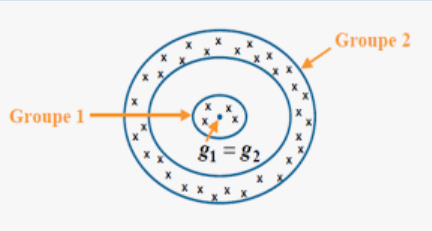 Groupe 2
Groupe 1
g₁ = g₂